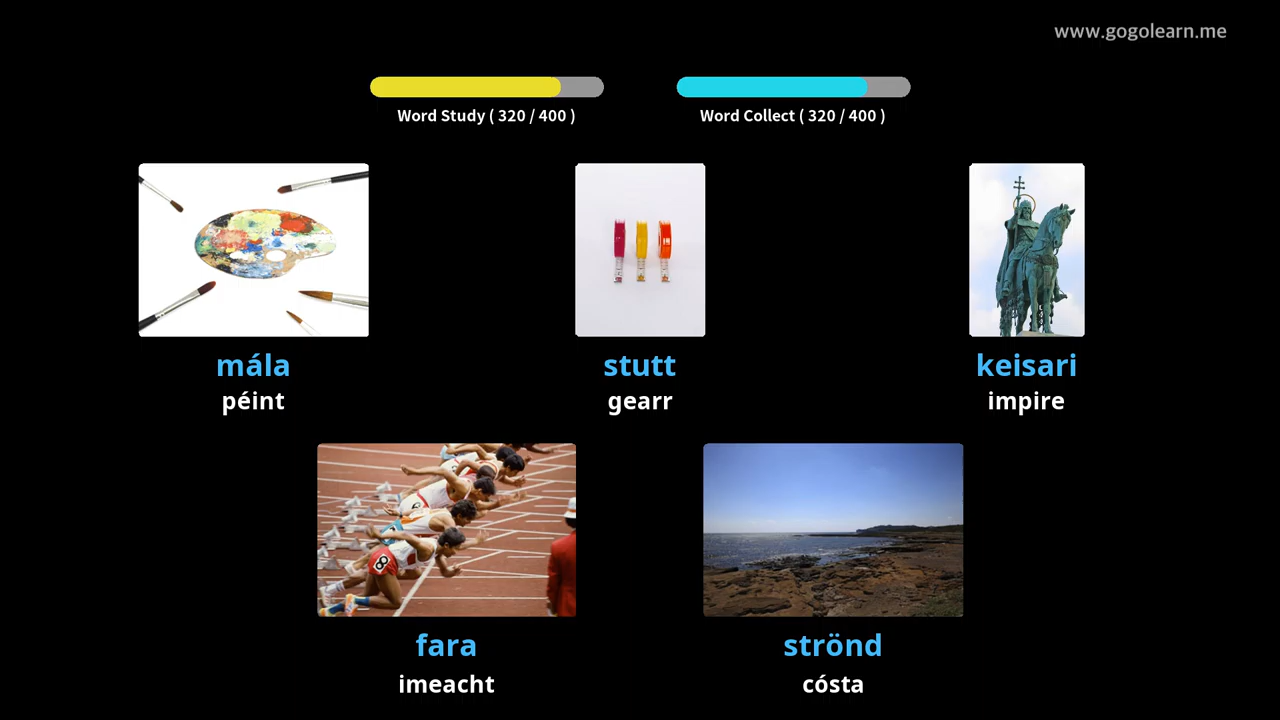 www.gogolearn.me
Word Study ( 320 / 400 )
Word Collect ( 320 / 400 )
mála
péint
stutt
gearr
keisari
impire
fara
imeacht
strönd
cósta